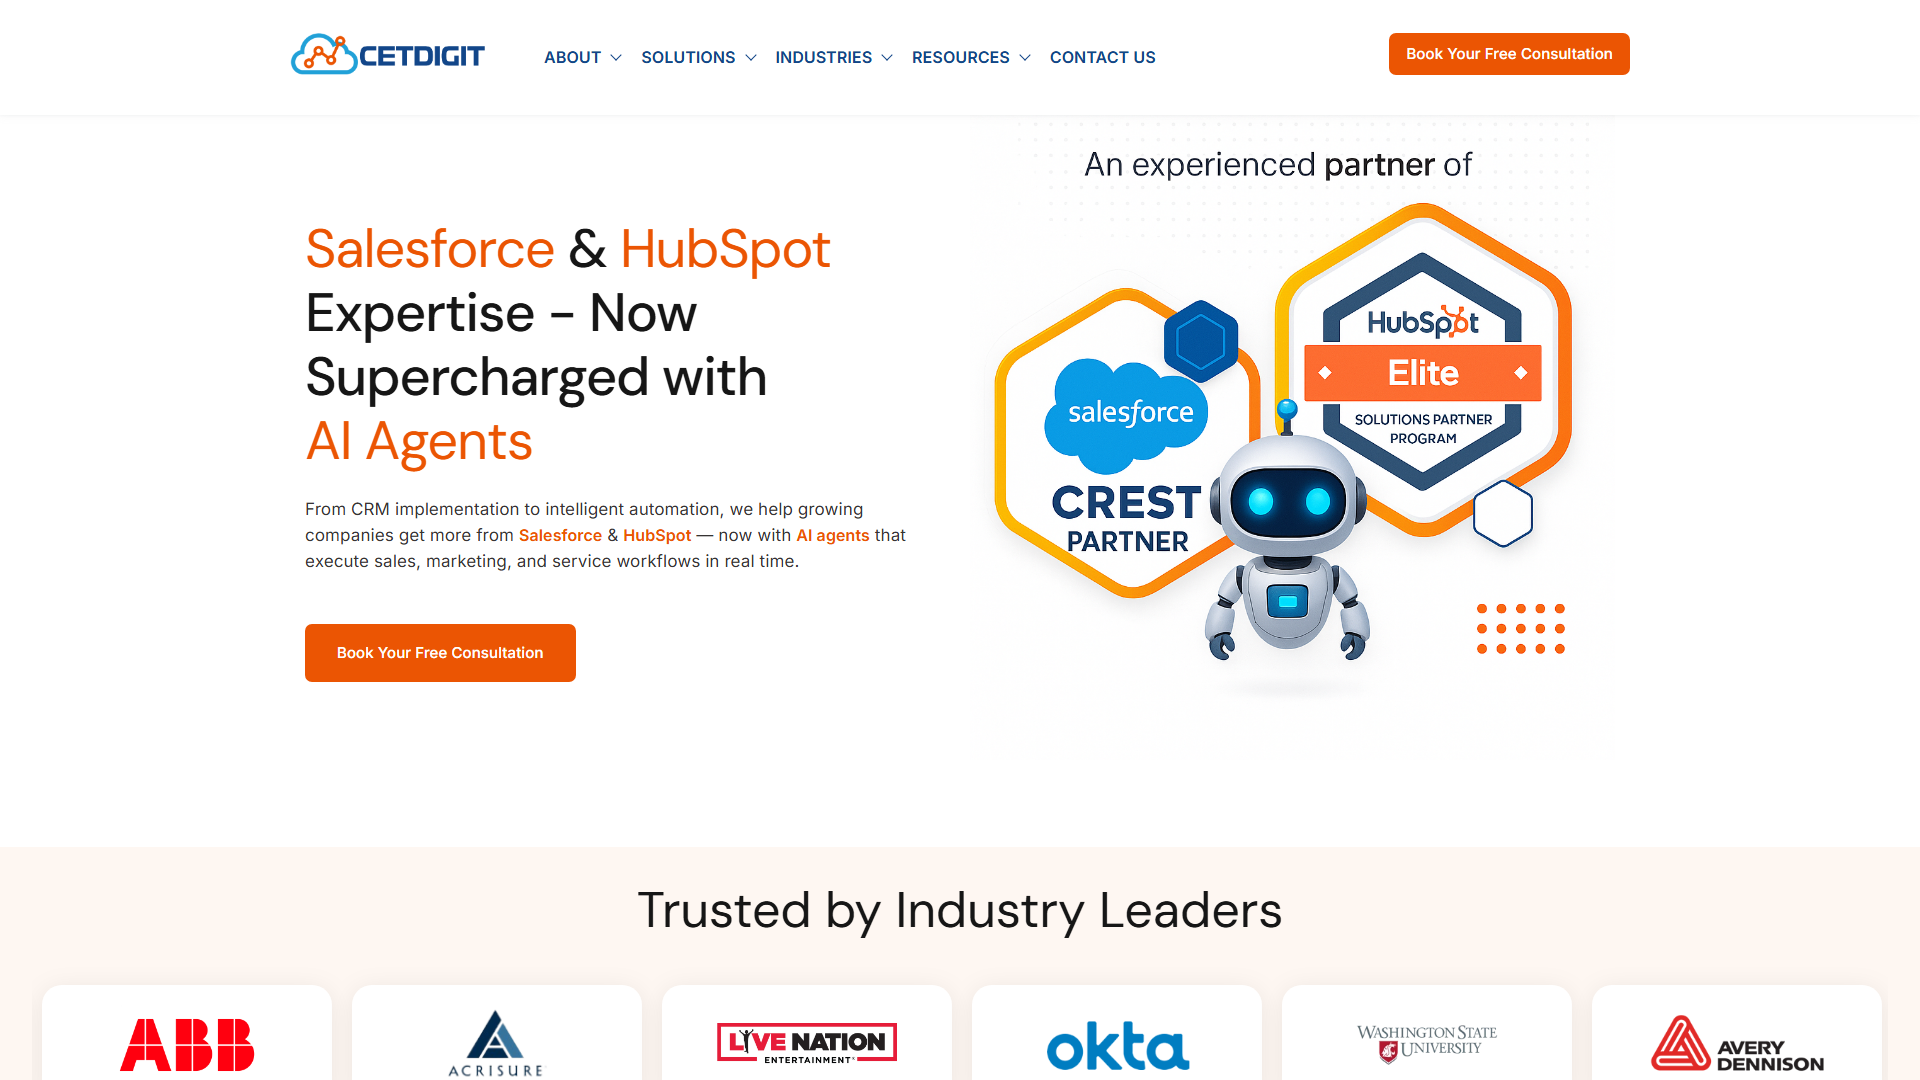 CETDIGIT
ABOUT
SOLUTIONS
INDUSTRIES
RESOURCES
CONTACT US
Book Your Free Consultation
Salesforce & HubSpot
Expertise - Now
Supercharged with
AI Agents
From CRM implementation to intelligent automation, we help growing
companies get more from Salesforce & HubSpot — now with AI agents that
execute sales, marketing, and service workflows in real time.
Book Your Free Consultation
An experienced partner of
salesforce
CREST
PARTNER
HubSpot
Elite
SOLUTIONS PARTNER
PROGRAM
Trusted by Industry Leaders
ABB
ACRISURE
LIVE NATION
ENTERTAINMENT
okta
WASHINGTON STATE
UNIVERSITY
AVERY
DENNISON